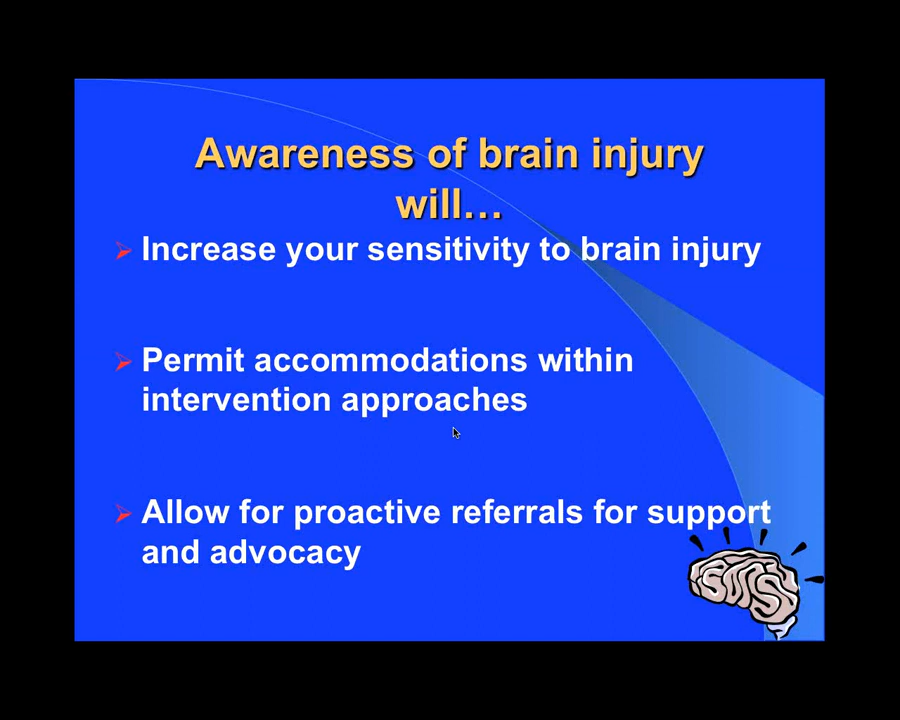 Awareness of brain injury
will…
Increase your sensitivity to brain injury
Permit accommodations within
intervention approaches
Allow for proactive referrals for support
and advocacy